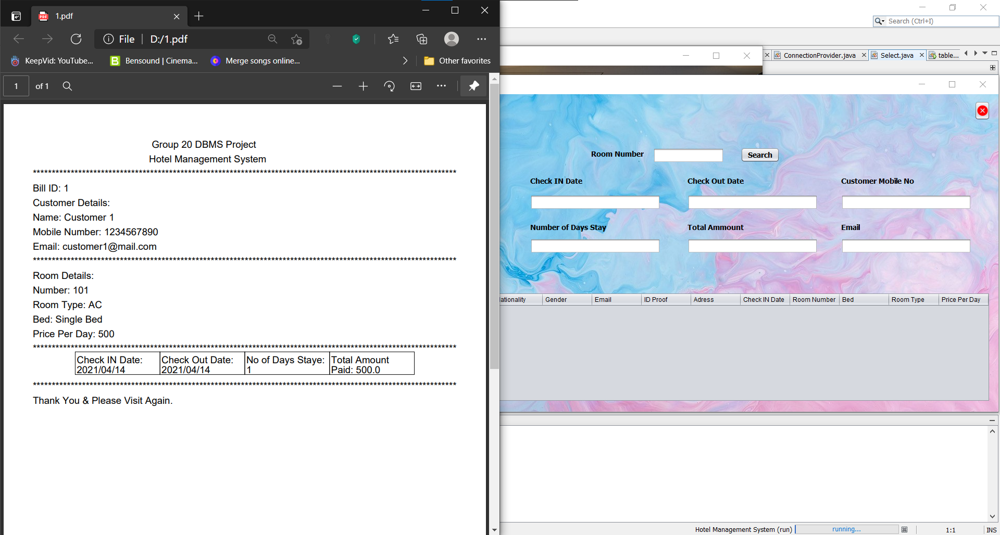 1.pdf
File
D:/1.pdf
KeepVid: YouTube...
Bensound | Cinema...
Merge songs online...
Other favorites
1 of 1
Group 20 DBMS Project
Hotel Management System
****************************************************************************************************************
Bill ID: 1
Customer Details:
Name: Customer 1
Mobile Number: 1234567890
Email: customer1@mail.com
****************************************************************************************************************
Room Details:
Number: 101
Room Type: AC
Bed: Single Bed
Price Per Day: 500
****************************************************************************************************************
Check IN Date: Check Out Date: No of Days Staye: Total Amount
2021/04/14 2021/04/14 1 Paid: 500.0
****************************************************************************************************************
Thank You & Please Visit Again.
Search (Ctrl+I)
ConnectionProvider.java Select.java table...
Room Number Search
Check IN Date Check Out Date Customer Mobile No
Number of Days Stay Total Ammount Email
ationality Gender Email ID Proof Adress Check IN Date Room Number Bed Room Type Price Per Day
Hotel Management System (run) running... 1:1 INS